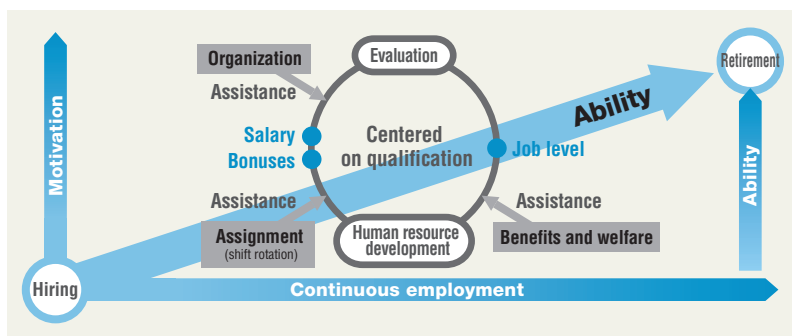 Evaluation
Organization
Assistance
Retirement
Motivation
Ability
Salary
Bonuses
Centered
on qualification
Job level
Ability
Assistance
Assistance
Assignment
(shift rotation)
Human resource
development
Benefits and welfare
Hiring
Continuous employment